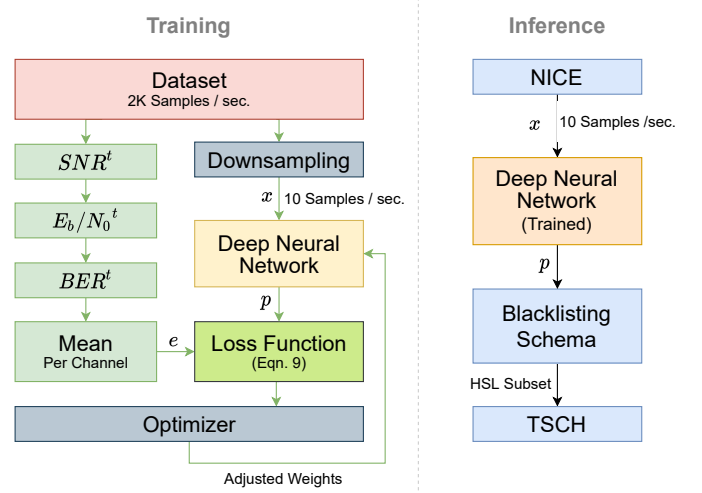 Training
Dataset
2K Samples / sec.
SNR^t
E_b/N_0^t
BER^t
Mean
Per Channel
e
Downsampling
x 10 Samples / sec.
Deep Neural
Network
p
Loss Function
(Eqn. 9)
Optimizer
Adjusted Weights
Inference
NICE
x 10 Samples /sec.
Deep Neural
Network
(Trained)
p
Blacklisting
Schema
HSL Subset
TSCH